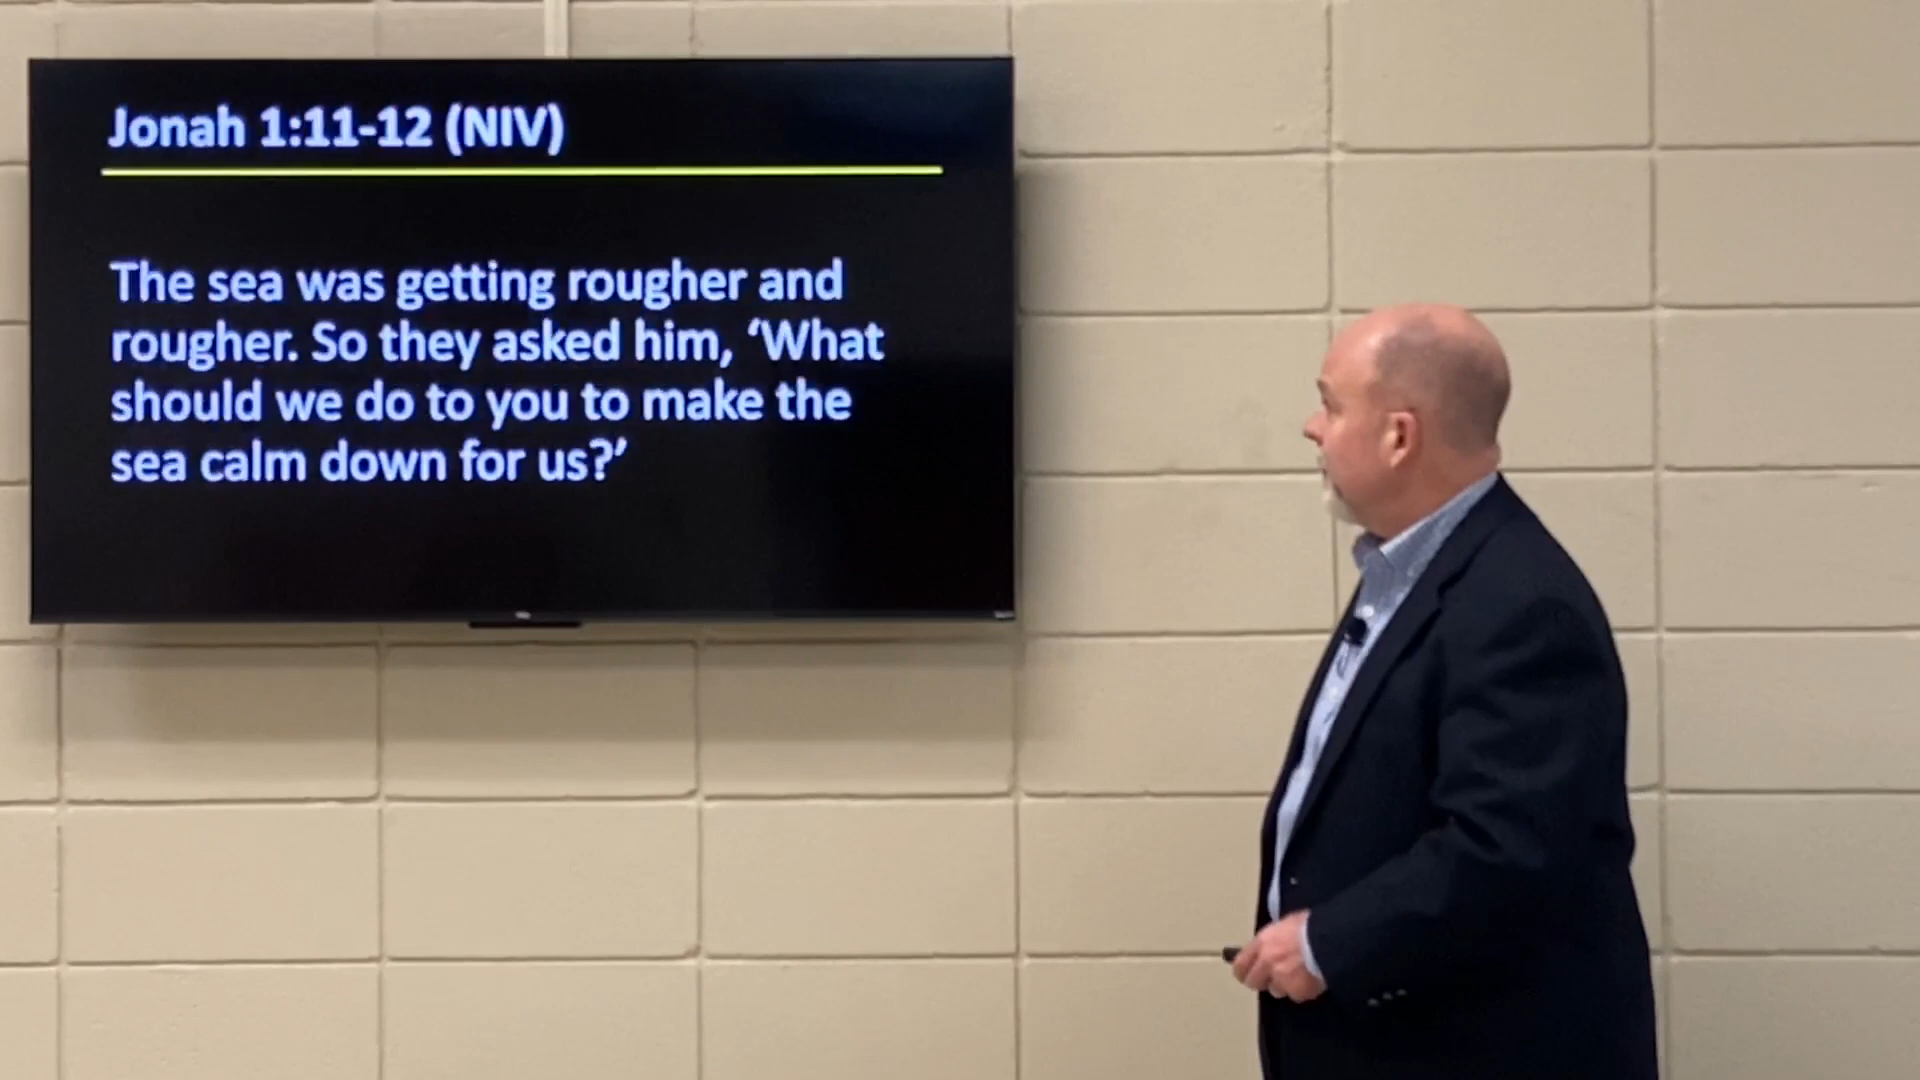 Jonah 1:11-12 (NIV)
The sea was getting rougher and
rougher. So they asked him, ‘What
should we do to you to make the
sea calm down for us?’